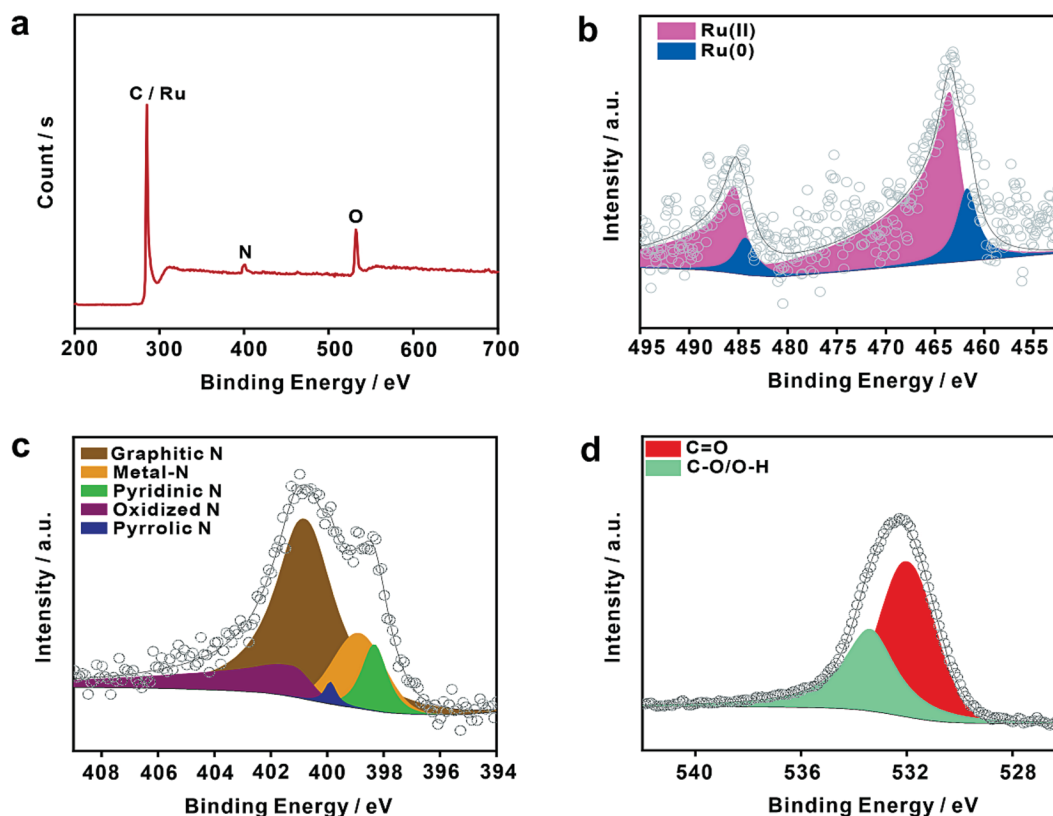 a
C / Ru
N
O
Count / s
200 300 400 500 600 700
Binding Energy / eV
b
Ru(II)
Ru(0)
Intensity / a.u.
495 490 485 480 475 470 465 460 455
Binding Energy / eV
c
Graphitic N
Metal-N
Pyridinic N
Oxidized N
Pyrrolic N
Intensity / a.u.
408 406 404 402 400 398 396 394
Binding Energy / eV
d
C=O
C-O/O-H
Intensity / a.u.
540 536 532 528
Binding Energy / eV